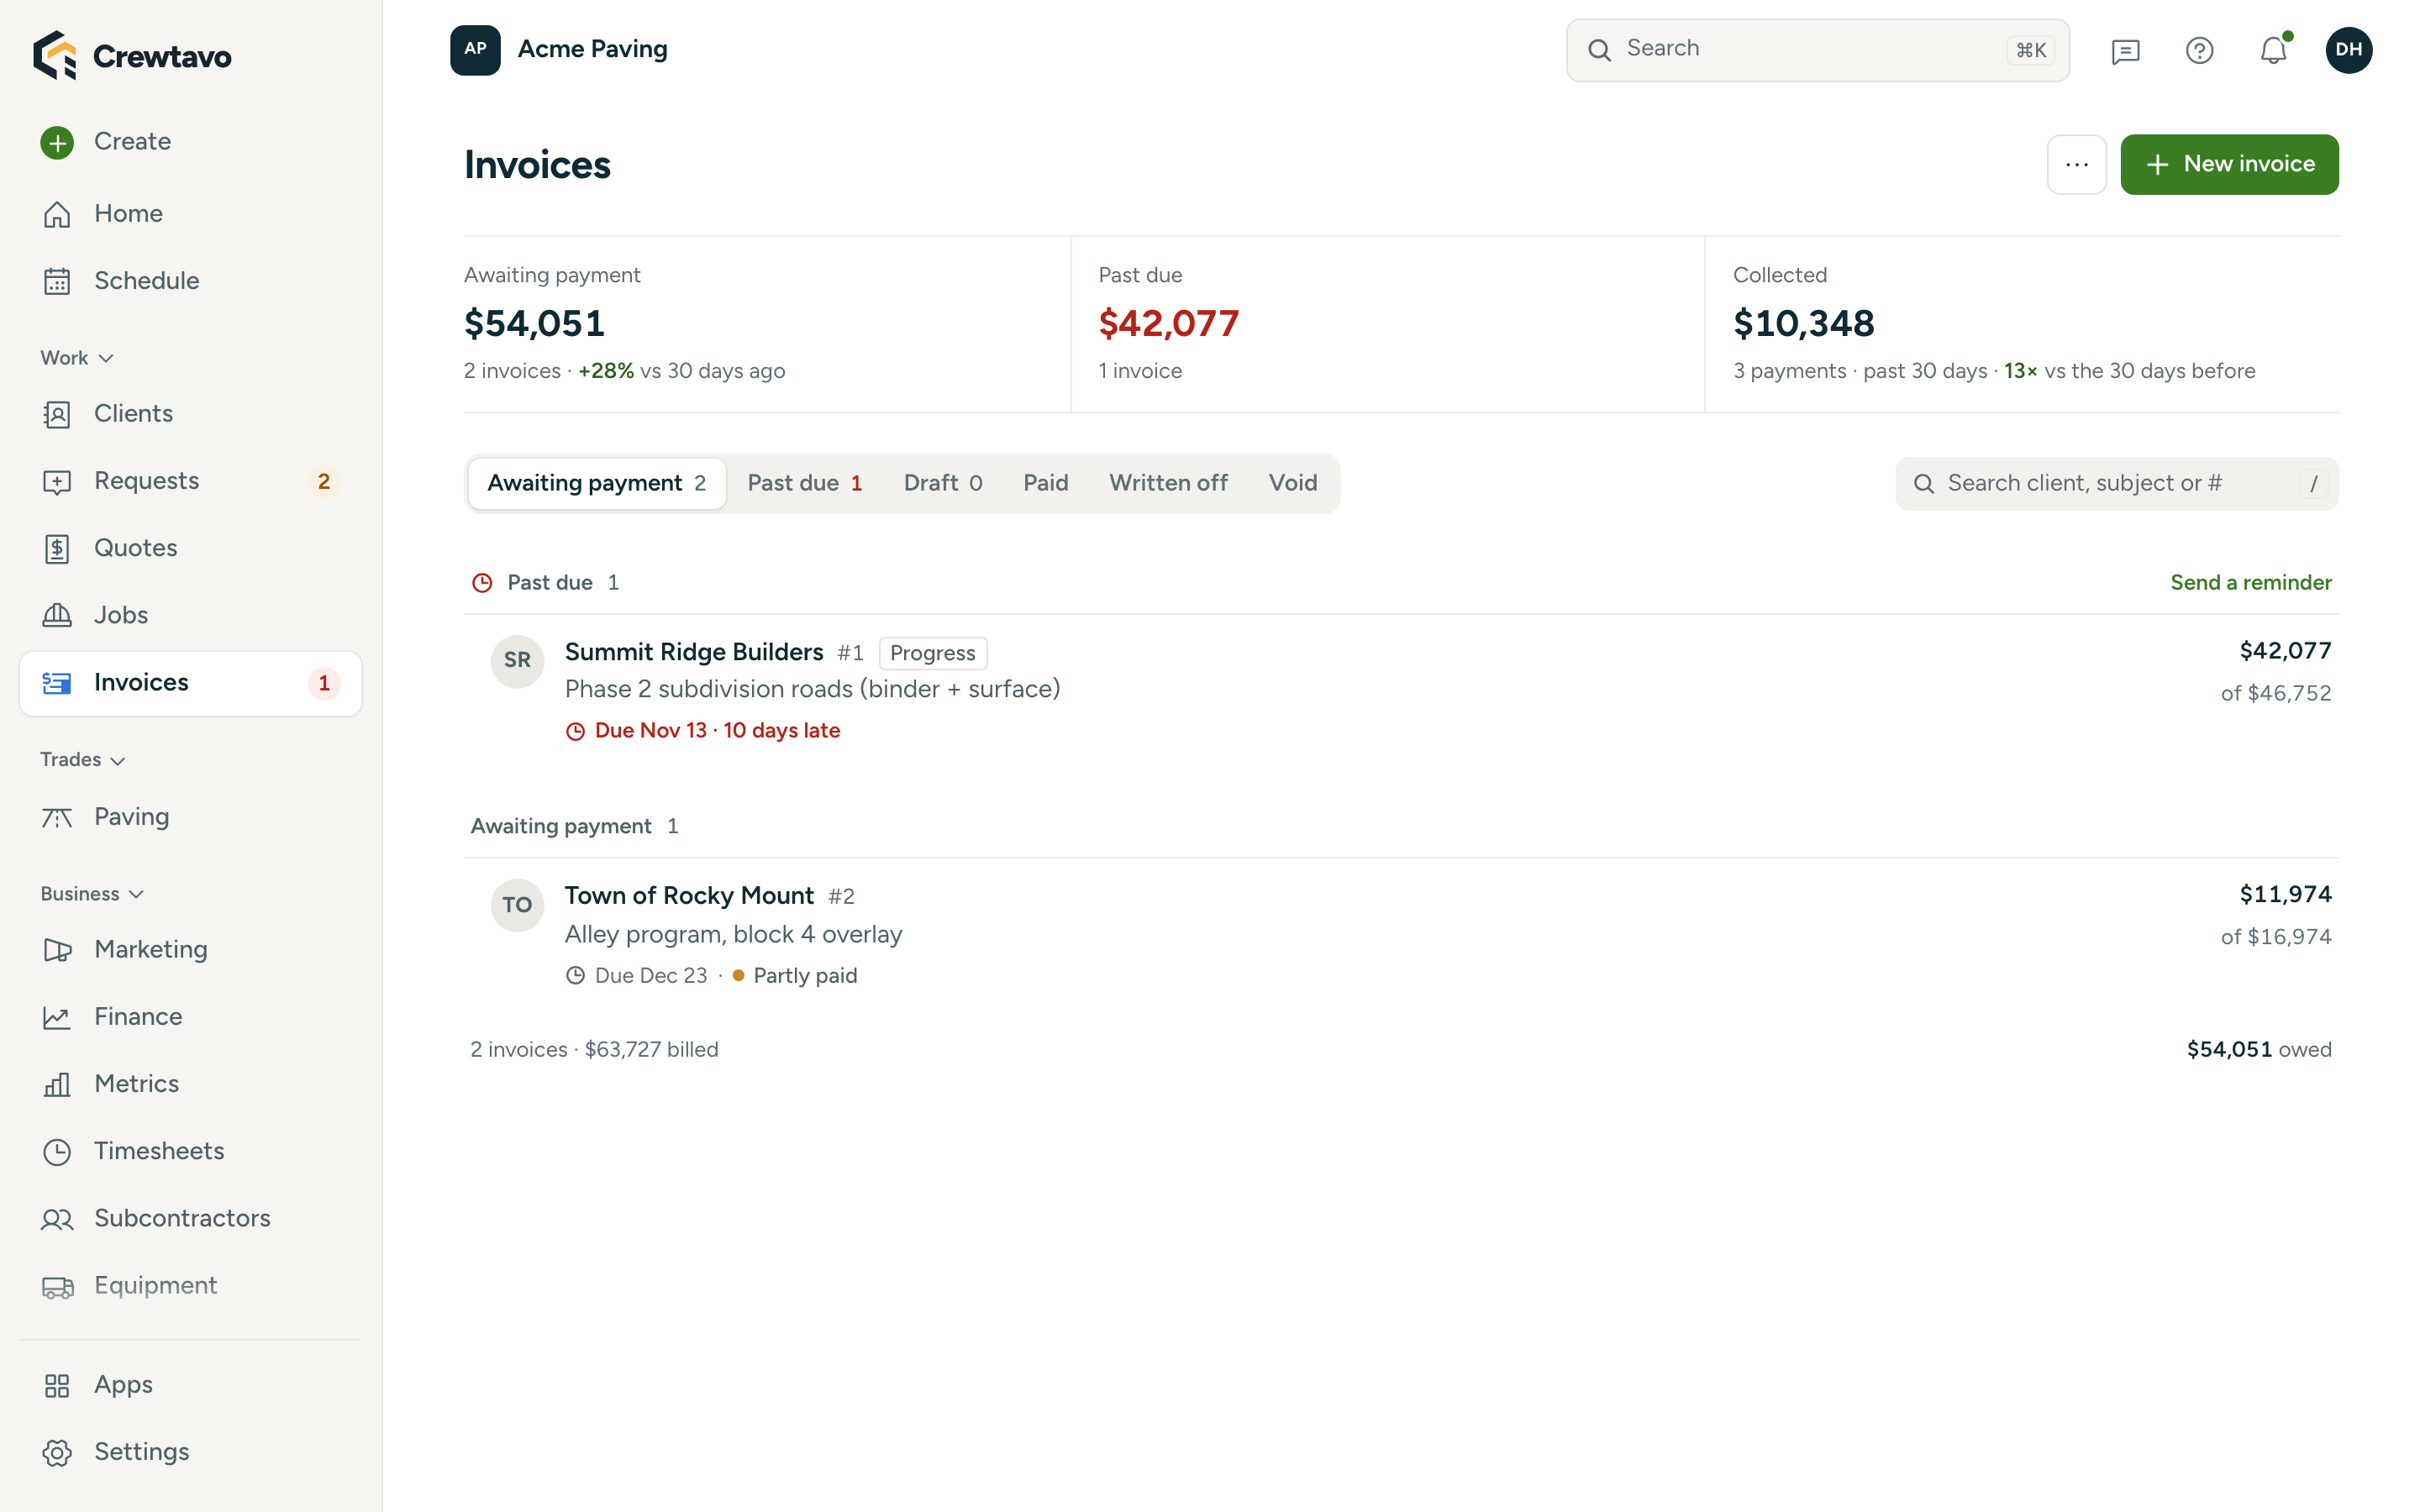 Crewtavo
Create
Home
Schedule
Work
Clients
Requests 2
Quotes
Jobs
Invoices 1
Trades
Paving
Business
Marketing
Finance
Metrics
Timesheets
Subcontractors
Equipment
Apps
Settings
AP Acme Paving
Search ⌘K
DH
Invoices
··· + New invoice
Awaiting payment
$54,051
2 invoices · +28% vs 30 days ago
Past due
$42,077
1 invoice
Collected
$10,348
3 payments · past 30 days · 13× vs the 30 days before
Awaiting payment 2 Past due 1 Draft 0 Paid Written off Void
Search client, subject or # /
Past due 1 Send a reminder
SR Summit Ridge Builders #1 Progress $42,077
Phase 2 subdivision roads (binder + surface) of $46,752
Due Nov 13 · 10 days late
Awaiting payment 1
TO Town of Rocky Mount #2 $11,974
Alley program, block 4 overlay of $16,974
Due Dec 23 · Partly paid
2 invoices · $63,727 billed $54,051 owed